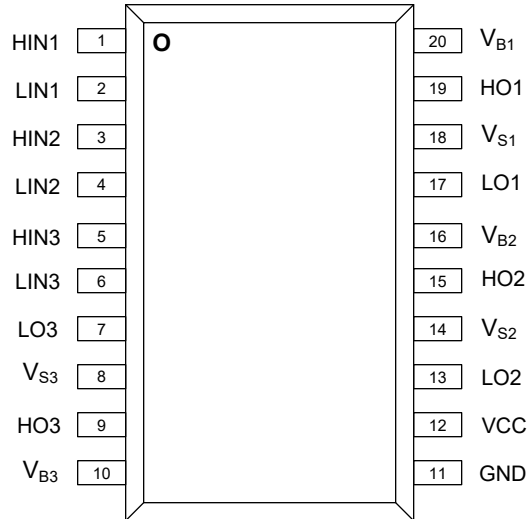 HIN1 1 O 20 VB1
LIN1 2 19 HO1
HIN2 3 18 VS1
LIN2 4 17 LO1
HIN3 5 16 VB2
LIN3 6 15 HO2
LO3 7 14 VS2
VS3 8 13 LO2
HO3 9 12 VCC
VB3 10 11 GND